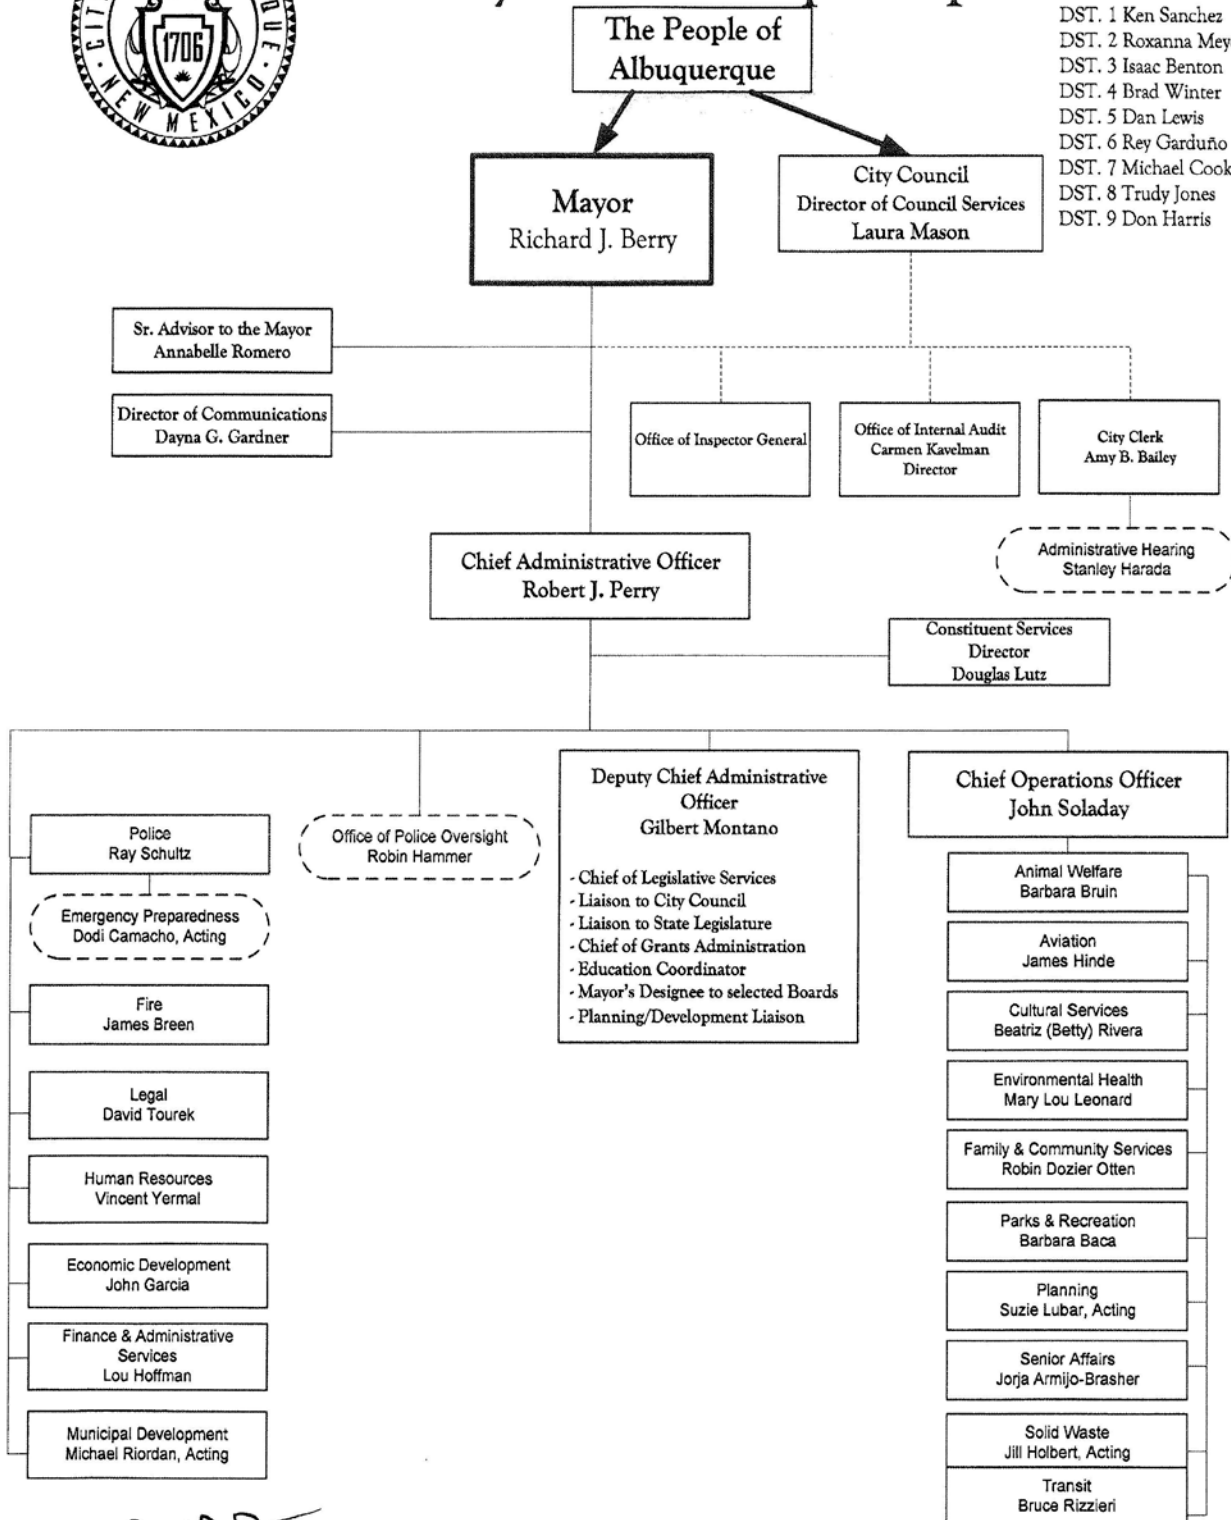 1706
NEW MEXICO
The People of
Albuquerque
DST. 1 Ken Sanchez
DST. 2 Roxanna
DST. 3 Isaac Benton
DST. 4 Brad Winter
DST. 5 Dan Lewis
DST. 6 Rey Garduño
DST. 7 Michael
DST. 8 Trudy Jones
DST. 9 Don Harris
Mayor
Richard J. Berry
City Council
Director of Council Services
Laura Mason
Sr. Advisor to the Mayor
Annabelle Romero
Director of Communications
Dayna G. Gardner
Office of Inspector General
Office of Internal Audit
Carmen Kavelman
Director
City Clerk
Amy B. Bailey
Administrative Hearing
Stanley Harada
Chief Administrative Officer
Robert J. Perry
Constituent Services
Director
Douglas Lutz
Police
Ray Schultz
Emergency Preparedness
Dodi Camacho, Acting
Fire
James Breen
Legal
David Tourek
Human Resources
Vincent Yermal
Economic Development
John Garcia
Finance & Administrative
Services
Lou Hoffman
Municipal Development
Michael Riordan, Acting
Office of Police Oversight
Robin Hammer
Deputy Chief Administrative
Officer
Gilbert Montano
- Chief of Legislative Services
- Liaison to City Council
- Liaison to State Legislature
- Chief of Grants Administration
- Education Coordinator
- Mayor's Designee to selected Boards
- Planning/Development Liaison
Chief Operations Officer
John Soladay
Animal Welfare
Barbara Bruin
Aviation
James Hinde
Cultural Services
Beatriz (Betty) Rivera
Environmental Health
Mary Lou Leonard
Family & Community Services
Robin Dozier Otten
Parks & Recreation
Barbara Baca
Planning
Suzie Lubar, Acting
Senior Affairs
Jorja Armijo-Brasher
Solid Waste
Jill Holbert, Acting
Transit
Bruce Rizzieri